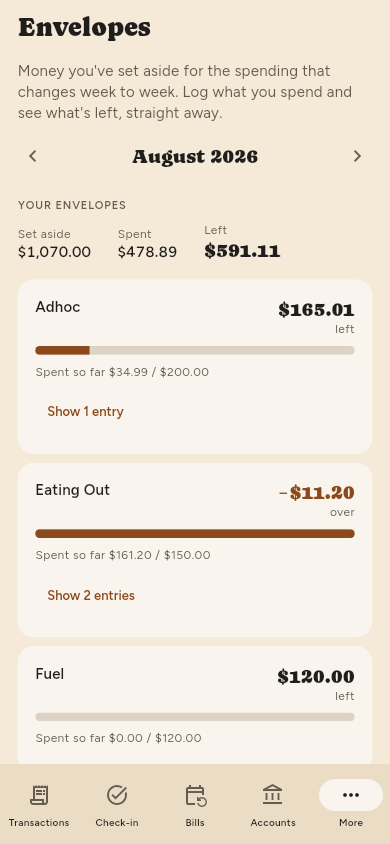 Envelopes
Money you've set aside for the spending that
changes week to week. Log what you spend and
see what's left, straight away.
August 2026
YOUR ENVELOPES
Set aside
$1,070.00
Spent
$478.89
Left
$591.11
Adhoc
$165.01
left
Spent so far $34.99 / $200.00
Show 1 entry
Eating Out
−$11.20
over
Spent so far $161.20 / $150.00
Show 2 entries
Fuel
$120.00
left
Spent so far $0.00 / $120.00
Transactions
Check-in
Bills
Accounts
More